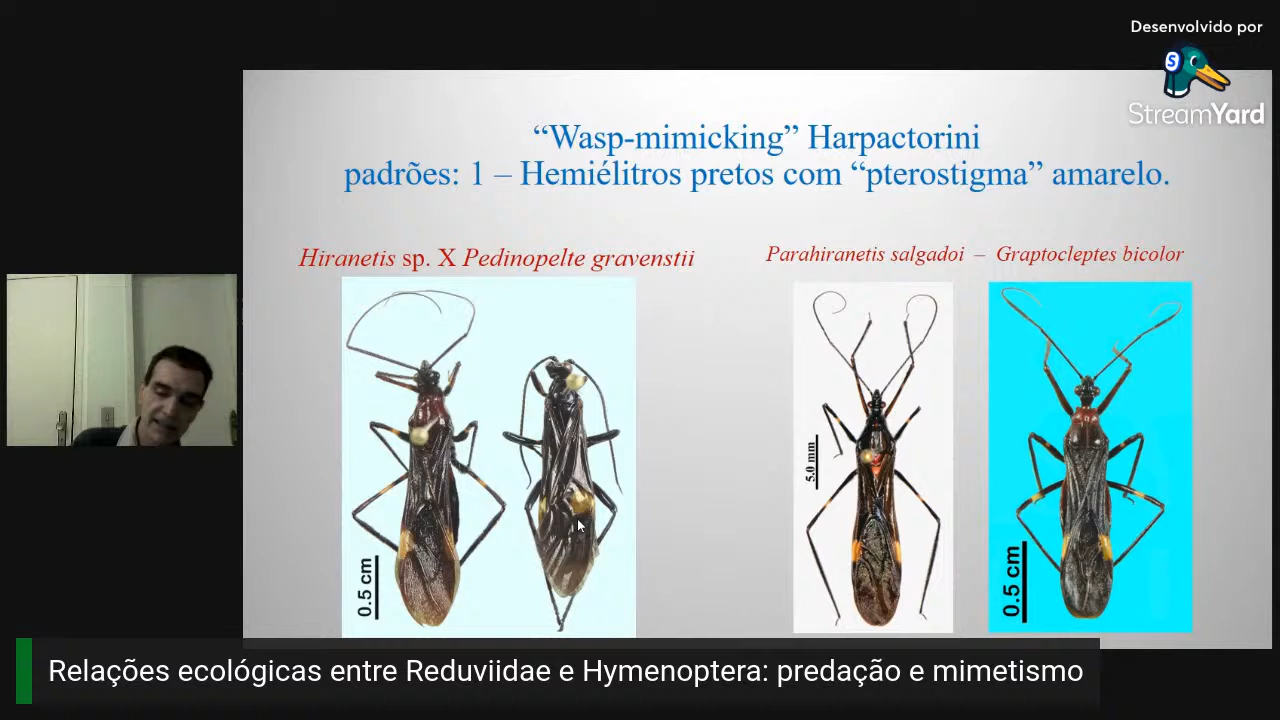 Desenvolvido por
StreamYard
“Wasp-mimicking” Harpactorini
padrões: 1 – Hemiélitros pretos com “pterostigma” amarelo.
Hiranetis sp. X Pedinopelte gravenstii
Parahiranetis salgadoi – Graptocleptes bicolor
0.5 cm
5.0 mm
0.5 cm
Relações ecológicas entre Reduviidae e Hymenoptera: predação e mimetismo